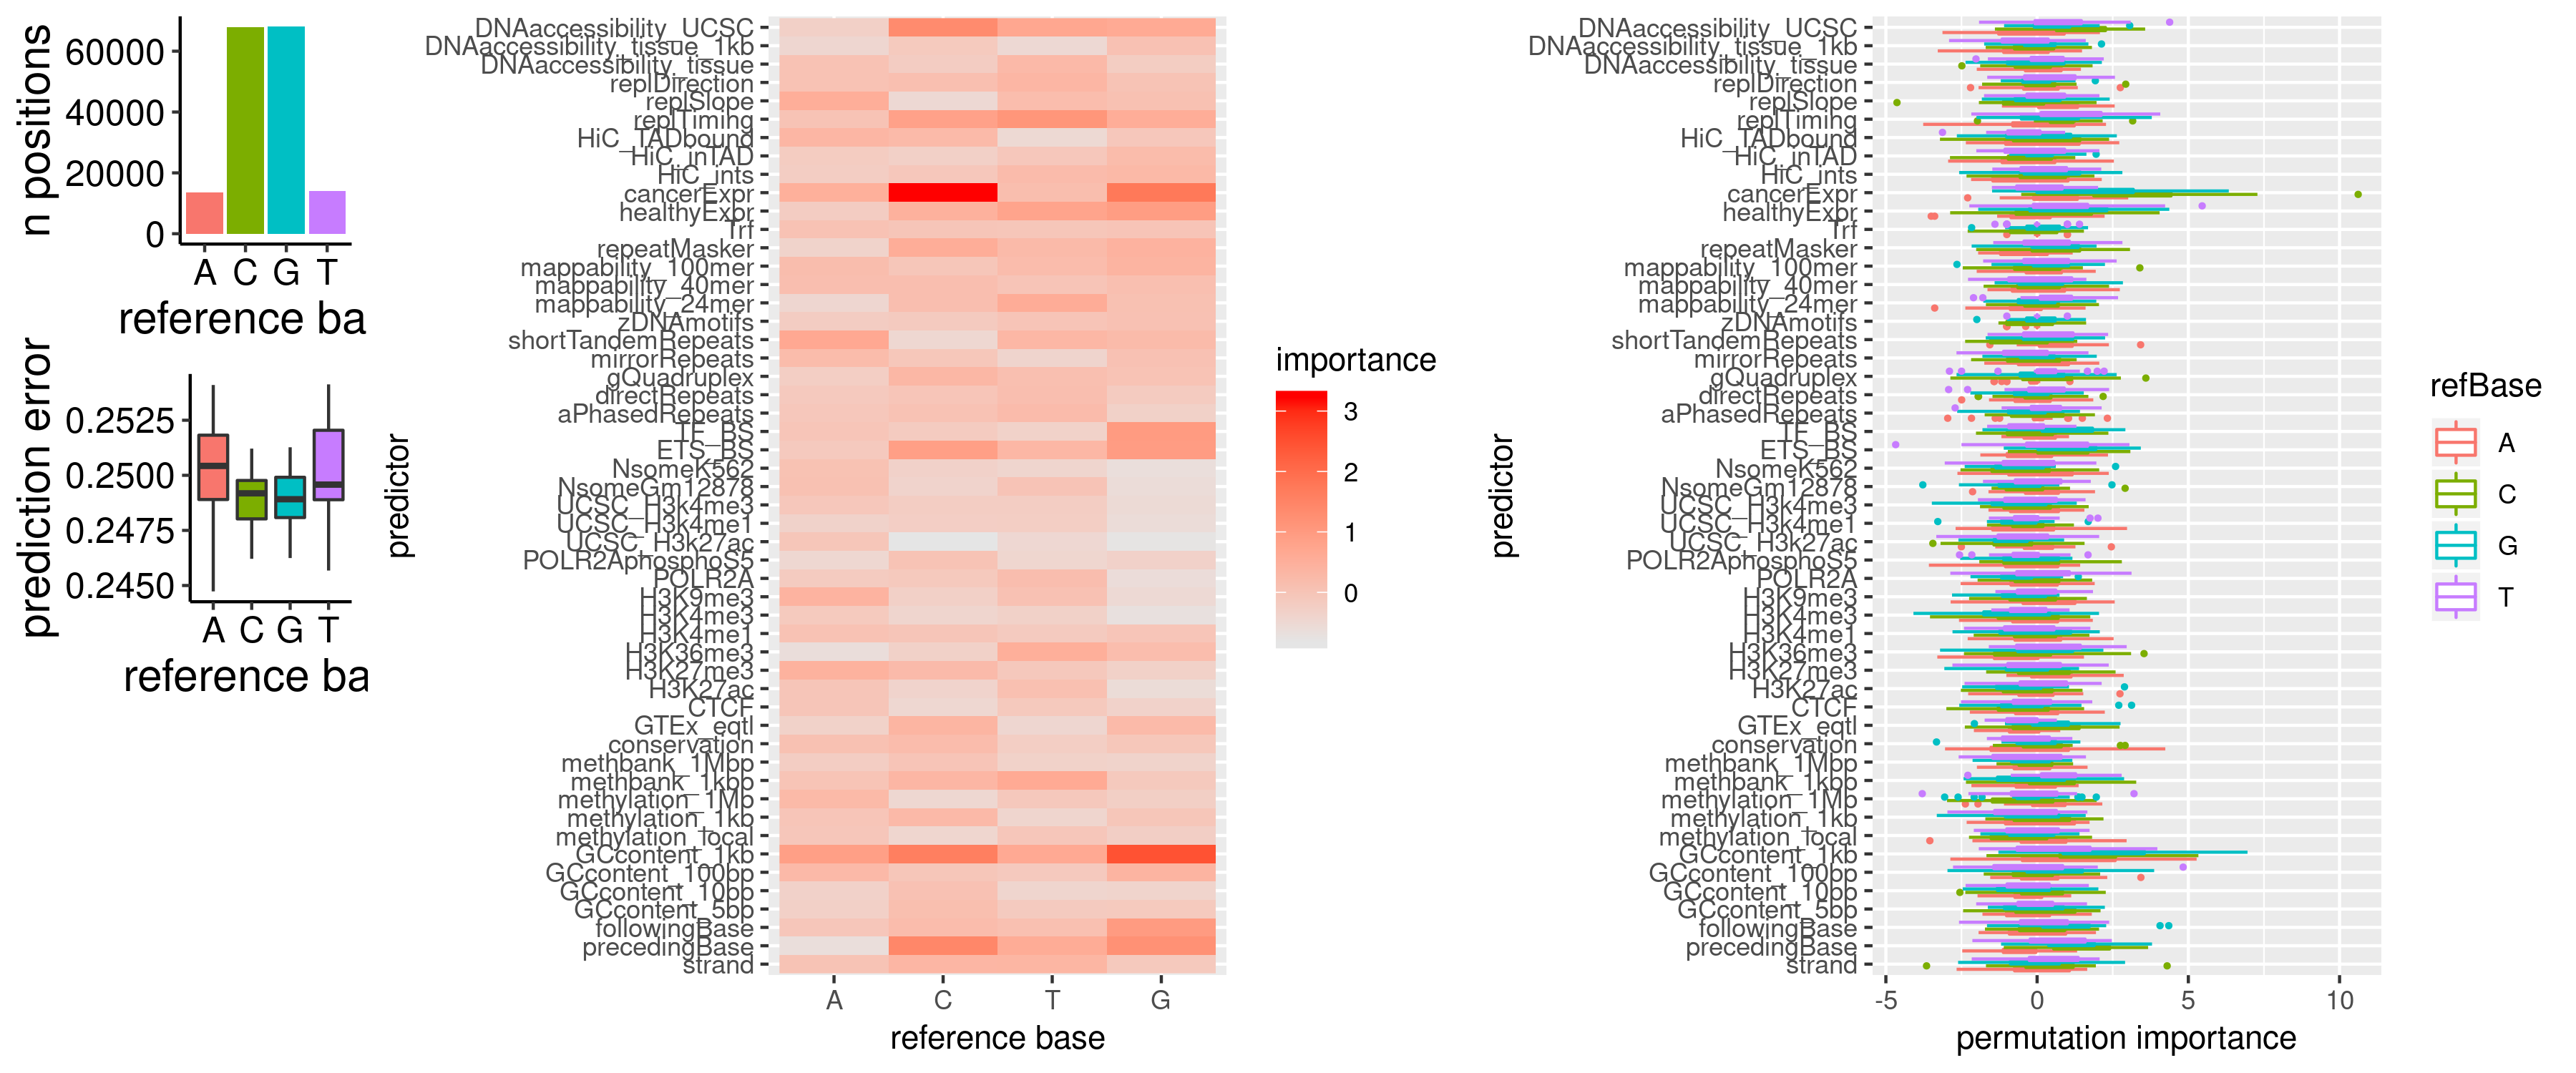 n positions
60000
40000
20000
0
A C G T
reference ba
prediction error
0.2525
0.2500
0.2475
0.2450
A C G T
reference ba
predictor
DNAaccessibility_UCSC
DNAaccessibility_tissue_1kb
DNAaccessibility_tissue
replDirection
replSlope
replTiming
HiC_TADbound
HiC_inTAD
HiC_ints
cancerExpr
healthyExpr
Trf
repeatMasker
mappability_100mer
mappability_40mer
mappability_24mer
zDNAmotifs
shortTandemRepeats
mirrorRepeats
gQuadruplex
directRepeats
aPhasedRepeats
TF_BS
ETS_BS
NsomeK562
NsomeGm12878
UCSC_H3k4me3
UCSC_H3k4me1
UCSC_H3k27ac
POLR2AphosphoS5
POLR2A
H3K9me3
H3K4me3
H3K4me1
H3K36me3
H3K27me3
H3K27ac
CTCF
GTEx_eqtl
conservation
methbank_1Mbp
methbank_1kbp
methylation_1Mb
methylation_1kb
methylation_local
GCcontent_1kb
GCcontent_100bp
GCcontent_10bp
GCcontent_5bp
followingBase
precedingBase
strand
A C T G
reference base
importance
3
2
1
0
predictor
DNAaccessibility_UCSC
DNAaccessibility_tissue_1kb
DNAaccessibility_tissue
replDirection
replSlope
replTiming
HiC_TADbound
HiC_inTAD
HiC_ints
cancerExpr
healthyExpr
Trf
repeatMasker
mappability_100mer
mappability_40mer
mappability_24mer
zDNAmotifs
shortTandemRepeats
mirrorRepeats
gQuadruplex
directRepeats
aPhasedRepeats
TF_BS
ETS_BS
NsomeK562
NsomeGm12878
UCSC_H3k4me3
UCSC_H3k4me1
UCSC_H3k27ac
POLR2AphosphoS5
POLR2A
H3K9me3
H3K4me3
H3K4me1
H3K36me3
H3K27me3
H3K27ac
CTCF
GTEx_eqtl
conservation
methbank_1Mbp
methbank_1kbp
methylation_1Mb
methylation_1kb
methylation_local
GCcontent_1kb
GCcontent_100bp
GCcontent_10bp
GCcontent_5bp
followingBase
precedingBase
strand
-5 0 5 10
permutation importance
refBase
A
C
G
T